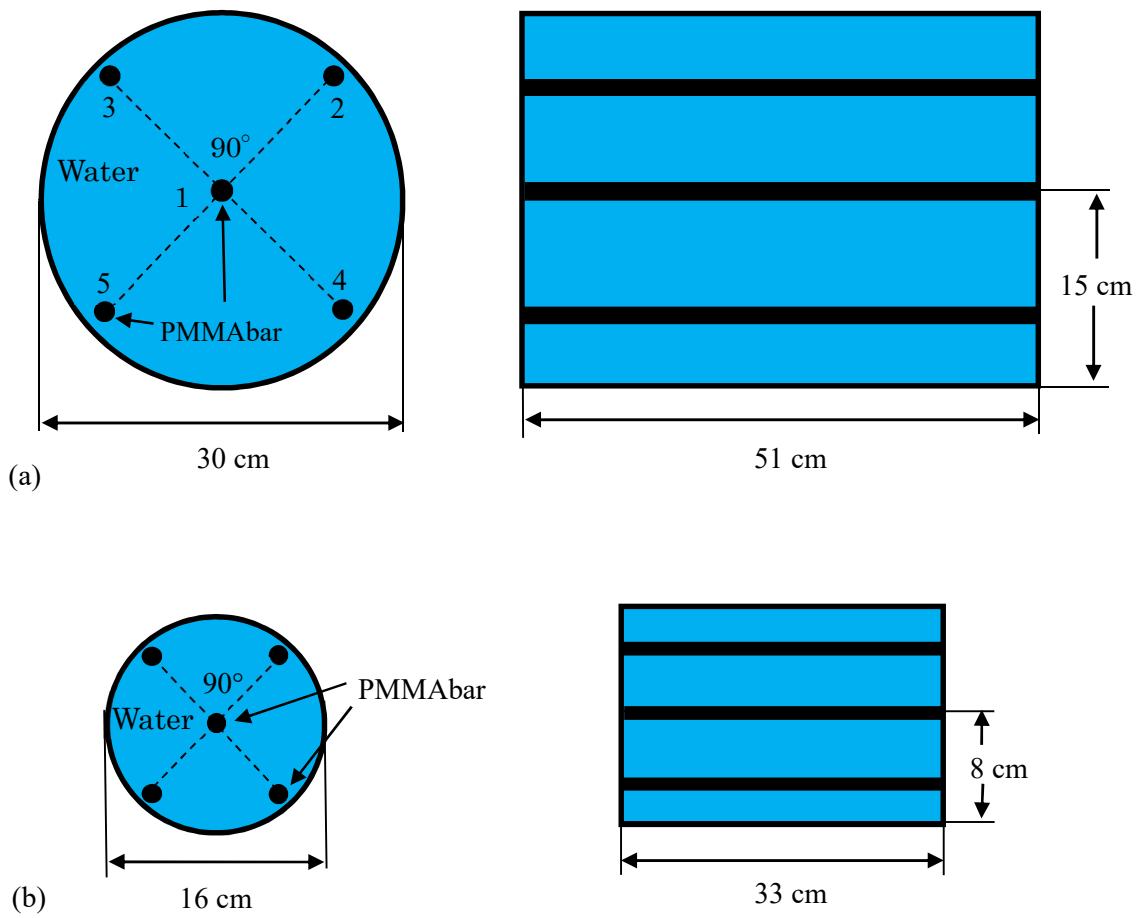 3
2
90°
Water
1
5
4
PMMAbar
15 cm
30 cm
51 cm
(a)
90°
PMMAbar
Water
8 cm
16 cm
33 cm
(b)